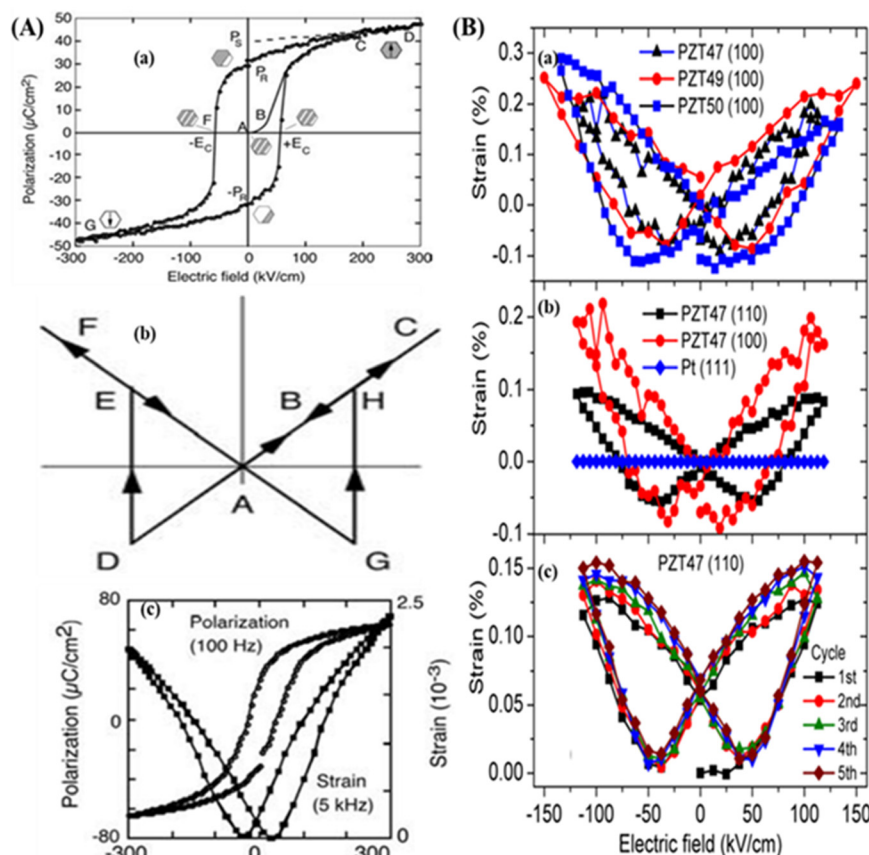 (A)
(a)
50
40
30
20
10
0
-10
-20
-30
-40
-50
Polarization (µC/cm²)
P_S
P_R
-P_R
A
B
C
D
F
G
-E_C
+E_C
-300 -200 -100 0 100 200 300
Electric field (kV/cm)
(b)
F
C
E
B
H
A
D
G
(c)
80
0
-80
Polarization (µC/cm²)
Polarization
(100 Hz)
Strain
(5 kHz)
2.5
0
Strain (10⁻³)
-300 0 300
(B)
(a)
PZT47 (100)
PZT49 (100)
PZT50 (100)
0.3
0.2
0.1
0.0
-0.1
Strain (%)
(b)
PZT47 (110)
PZT47 (100)
Pt (111)
0.2
0.1
0.0
-0.1
Strain (%)
(c)
PZT47 (110)
0.15
0.10
0.05
0.00
Strain (%)
Cycle
1st
2nd
3rd
4th
5th
-150 -100 -50 0 50 100 150
Electric field (kV/cm)